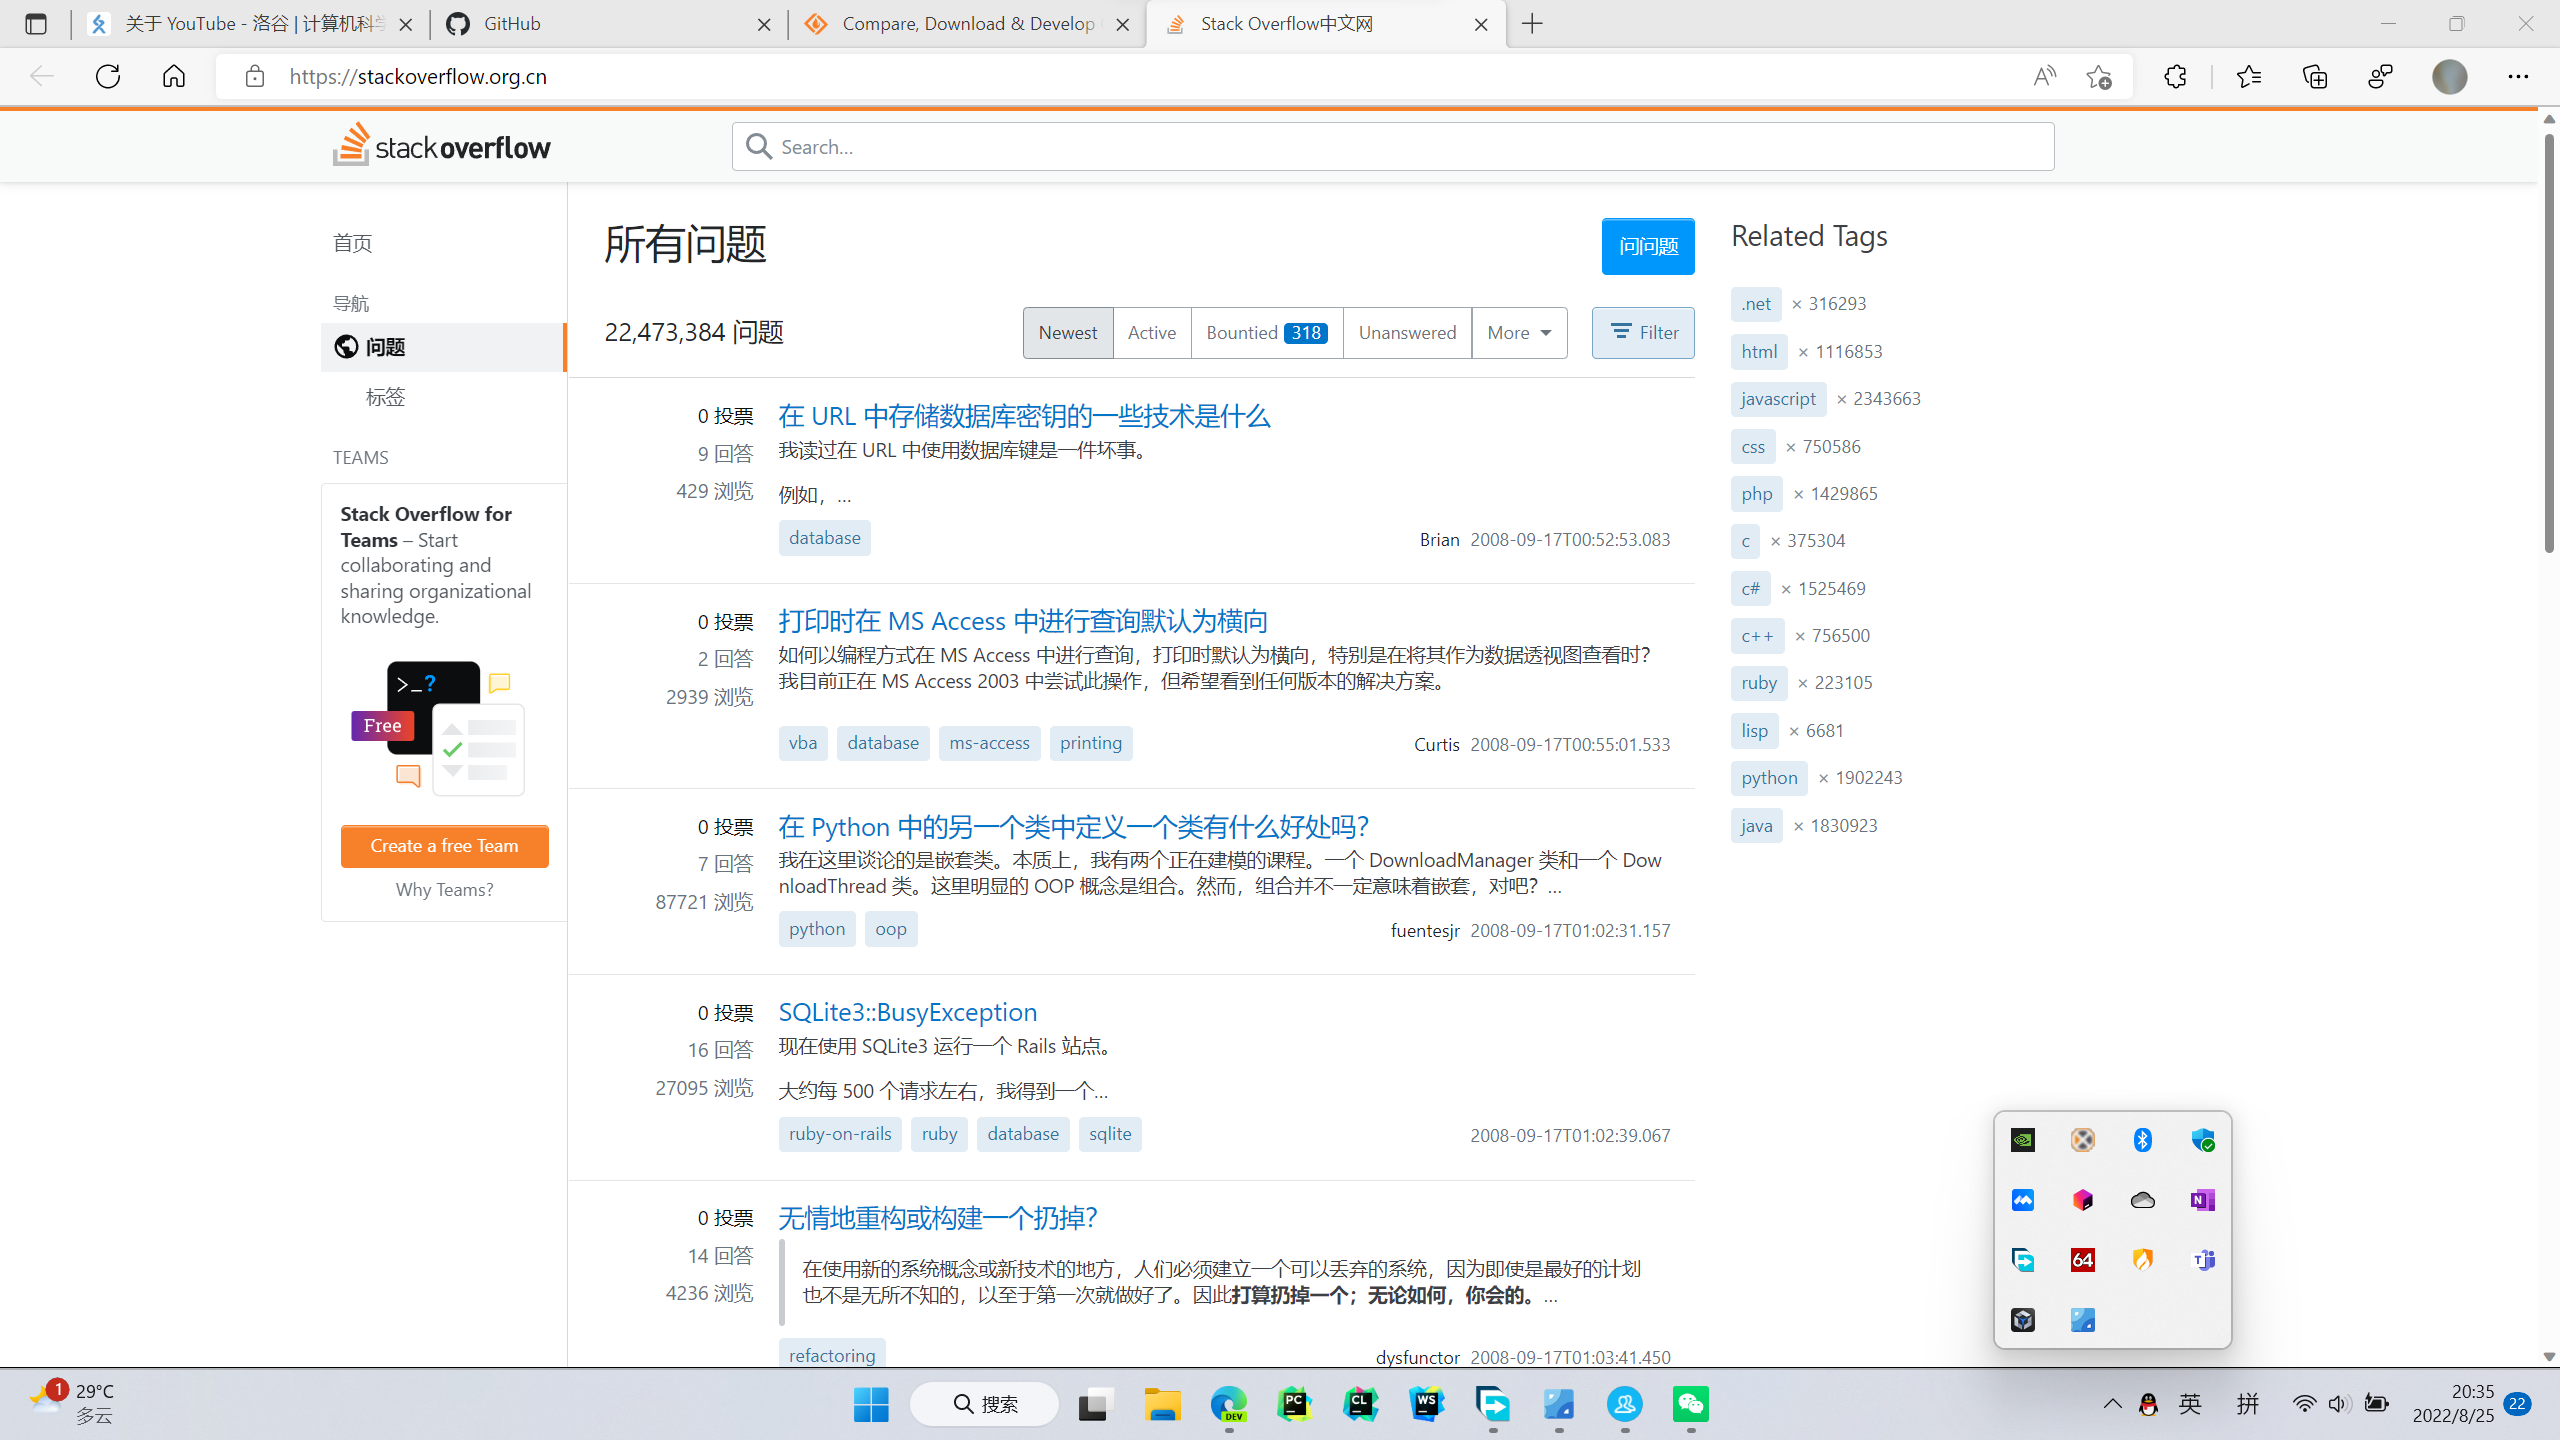 关于 YouTube - 洛谷 | 计算机科学
GitHub
Compare, Download & Develop
Stack Overflow中文网
https://stackoverflow.org.cn
stackoverflow
Search…
首页
导航
问题
标签
TEAMS
Stack Overflow for
Teams – Start
collaborating and
sharing organizational
knowledge.
>_?
Free
Create a free Team
Why Teams?
所有问题
问问题
22,473,384 问题
Newest
Active
Bountied 318
Unanswered
More
Filter
0 投票
9 回答
429 浏览
在 URL 中存储数据库密钥的一些技术是什么
我读过在 URL 中使用数据库键是一件坏事。
例如，...
database
Brian 2008-09-17T00:52:53.083
0 投票
2 回答
2939 浏览
打印时在 MS Access 中进行查询默认为横向
如何以编程方式在 MS Access 中进行查询，打印时默认为横向，特别是在将其作为数据透视图查看时？
我目前正在 MS Access 2003 中尝试此操作，但希望看到任何版本的解决方案。
vba database ms-access printing
Curtis 2008-09-17T00:55:01.533
0 投票
7 回答
87721 浏览
在 Python 中的另一个类中定义一个类有什么好处吗？
我在这里谈论的是嵌套类。本质上，我有两个正在建模的课程。一个 DownloadManager 类和一个 Dow
nloadThread 类。这里明显的 OOP 概念是组合。然而，组合并不一定意味着嵌套，对吧？...
python oop
fuentesjr 2008-09-17T01:02:31.157
0 投票
16 回答
27095 浏览
SQLite3::BusyException
现在使用 SQLite3 运行一个 Rails 站点。
大约每 500 个请求左右，我得到一个...
ruby-on-rails ruby database sqlite
2008-09-17T01:02:39.067
0 投票
14 回答
4236 浏览
无情地重构或构建一个扔掉？
在使用新的系统概念或新技术的地方，人们必须建立一个可以丢弃的系统，因为即使是最好的计划
也不是无所不知的，以至于第一次就做好了。因此打算扔掉一个；无论如何，你会的。...
refactoring
dysfunctor 2008-09-17T01:03:41.450
Related Tags
.net × 316293
html × 1116853
javascript × 2343663
css × 750586
php × 1429865
c × 375304
c# × 1525469
c++ × 756500
ruby × 223105
lisp × 6681
python × 1902243
java × 1830923
N
64
T
1
29°C
多云
搜索
DEV
PC
CL
WS
英
拼
20:35
2022/8/25
22